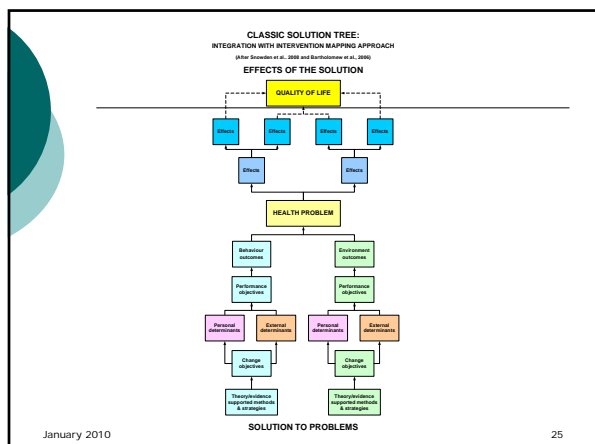 CLASSIC SOLUTION TREE:
INTEGRATION WITH INTERVENTION MAPPING APPROACH
(After Snowden et al., 2008 and Bartholomew et al., 2006)
EFFECTS OF THE SOLUTION
QUALITY OF LIFE
Effects
Effects
Effects
Effects
Effects
Effects
HEALTH PROBLEM
Behaviour
outcomes
Environment
outcomes
Performance
objectives
Performance
objectives
Personal
determinants
External
determinants
Personal
determinants
External
determinants
Change
objectives
Change
objectives
Theory/evidence
supported methods
& strategies
Theory/evidence
supported methods
& strategies
SOLUTION TO PROBLEMS
January 2010
25